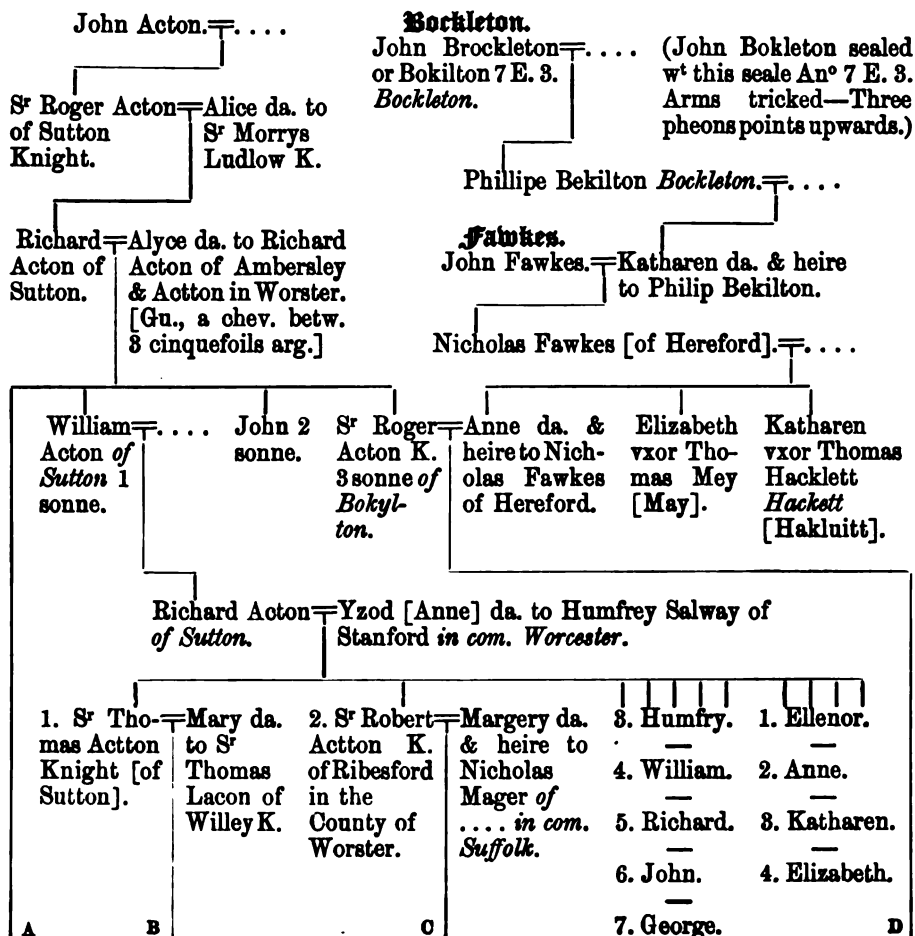 John Acton.=....
Bockleton.
John Brockleton=....
or Bokilton 7 E. 3.
Bockleton.
(John Bokleton sealed
wᵗ this seale Anº 7 E. 3.
Arms tricked—Three
pheons points upwards.)
Sʳ Roger Acton=Alice da. to
of Sutton
Knight.
Sʳ Morrys
Ludlow K.
Phillipe Bekilton Bockleton.=....
Richard=Alyce da. to Richard
Acton of
Sutton.
Acton of Ambersley
& Actton in Worster.
[Gu., a chev. betw.
3 cinquefoils arg.]
Fawkes.
John Fawkes.=Katharen da. & heire
to Philip Bekilton.
Nicholas Fawkes [of Hereford].=....
William=....
Acton of
Sutton 1
sonne.
John 2
sonne.
Sʳ Roger=Anne da. &
Acton K.
3 sonne of
Bokyl-
ton.
heire to Nich-
olas Fawkes
of Hereford.
Elizabeth
vxor Tho-
mas Mey
[May].
Katharen
vxor Thomas
Hacklett
Hackett
[Hakluitt].
Richard Acton=Yzod [Anne] da. to Humfrey Salway of
of Sutton.
Stanford in com. Worcester.
1. Sʳ Tho-=Mary da.
mas Actton
Knight [of
Sutton].
to Sʳ
Thomas
Lacon of
Willey K.
2. Sʳ Robert=Margery da.
Actton K.
of Ribesford
in the
County of
Worster.
& heire to
Nicholas
Mager of
.... in com.
Suffolk.
3. Humfry.
—
4. William.
—
5. Richard.
—
6. John.
—
7. George.
1. Ellenor.
—
2. Anne.
—
3. Katharen.
—
4. Elizabeth.
A
B
C
D